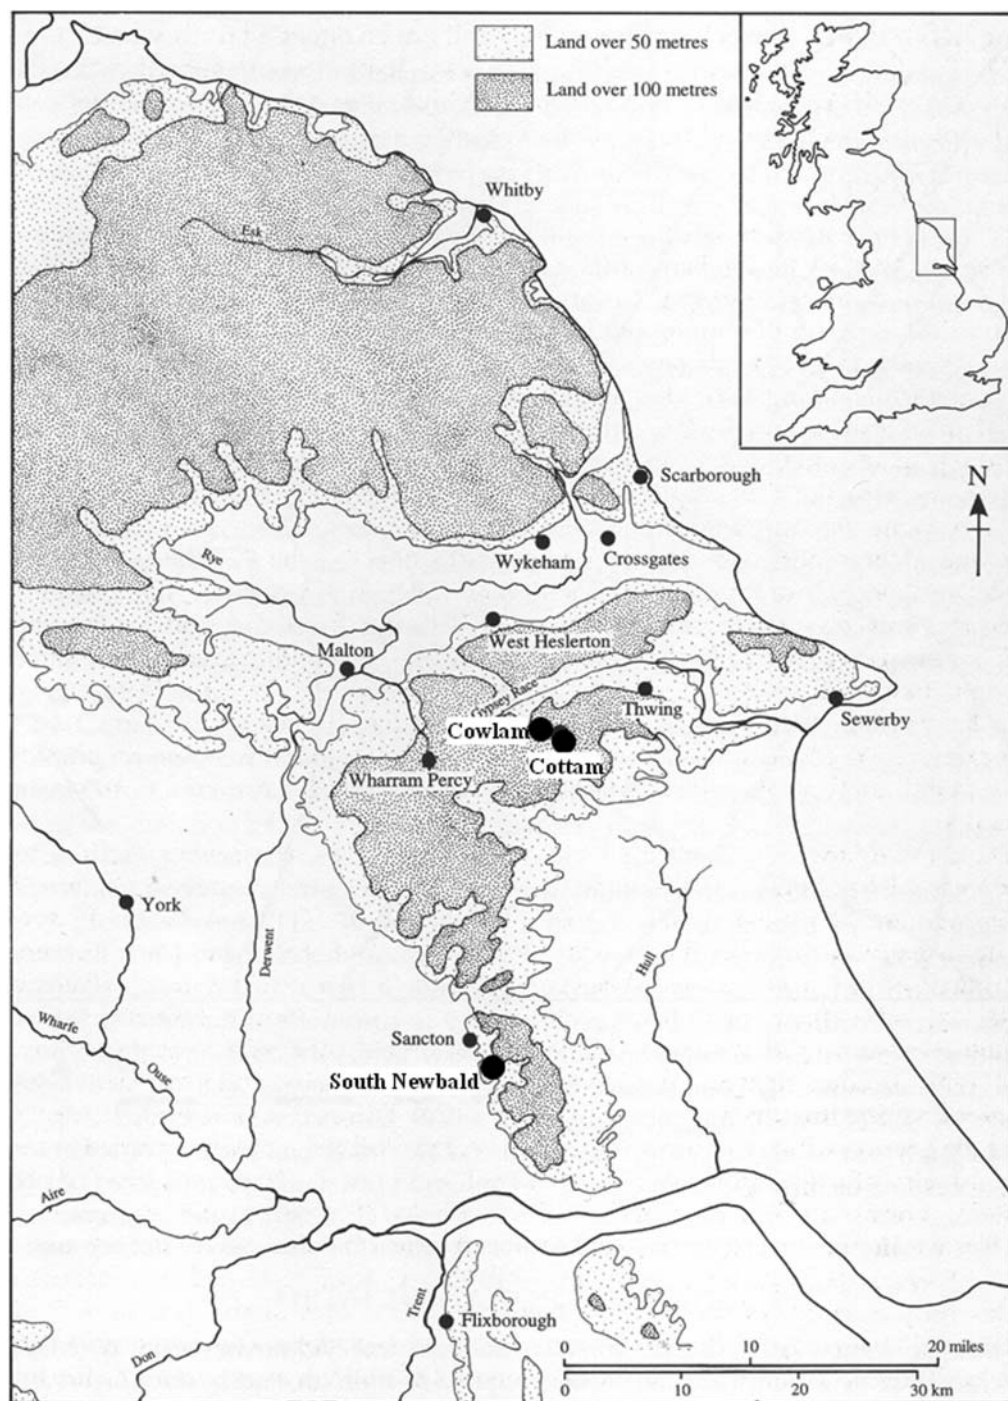 Land over 50 metres
Land over 100 metres
Whitby
Esk
Scarborough
N
Wykeham
Crossgates
Rye
West Heslerton
Malton
Gypsey Race
Thwing
Sewerby
Cowlam
Cottam
Wharram Percy
York
Derwent
Hull
Wharfe
Ouse
Sancton
South Newbald
Aire
Trent
Flixborough
Don
0 10 20 miles
0 10 20 30 km